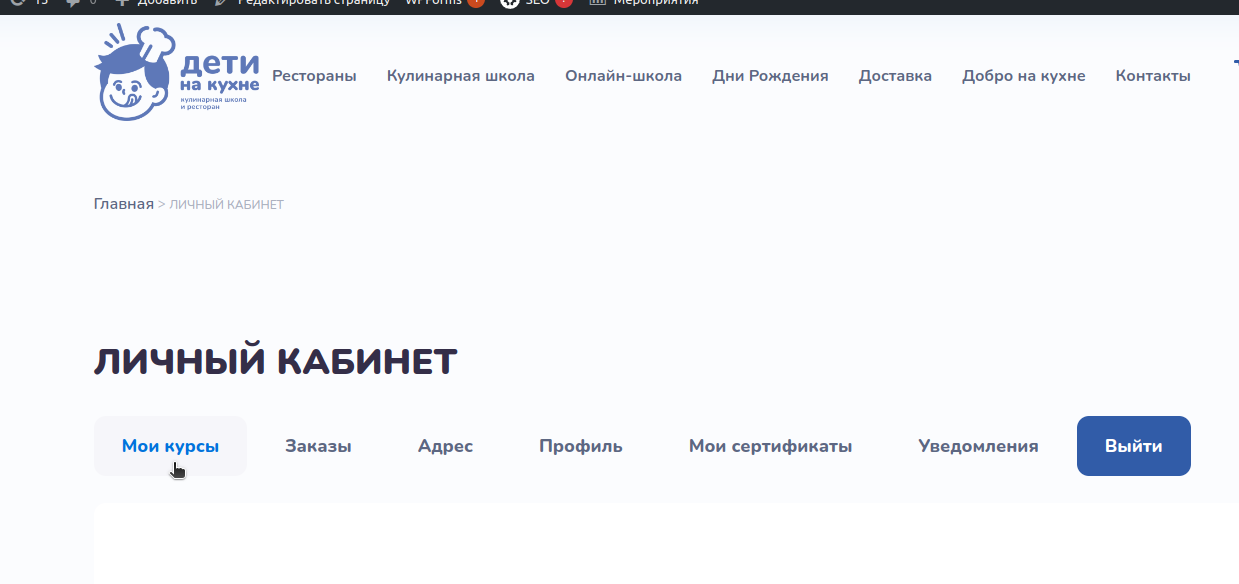 15 0 Добавить Редактировать страницу WPForms SEO Мероприятия
дети
на кухне
кулинарная школа
и ресторан
Рестораны Кулинарная школа Онлайн-школа Дни Рождения Доставка Добро на кухне Контакты
Главная > ЛИЧНЫЙ КАБИНЕТ
ЛИЧНЫЙ КАБИНЕТ
Мои курсы Заказы Адрес Профиль Мои сертификаты Уведомления Выйти